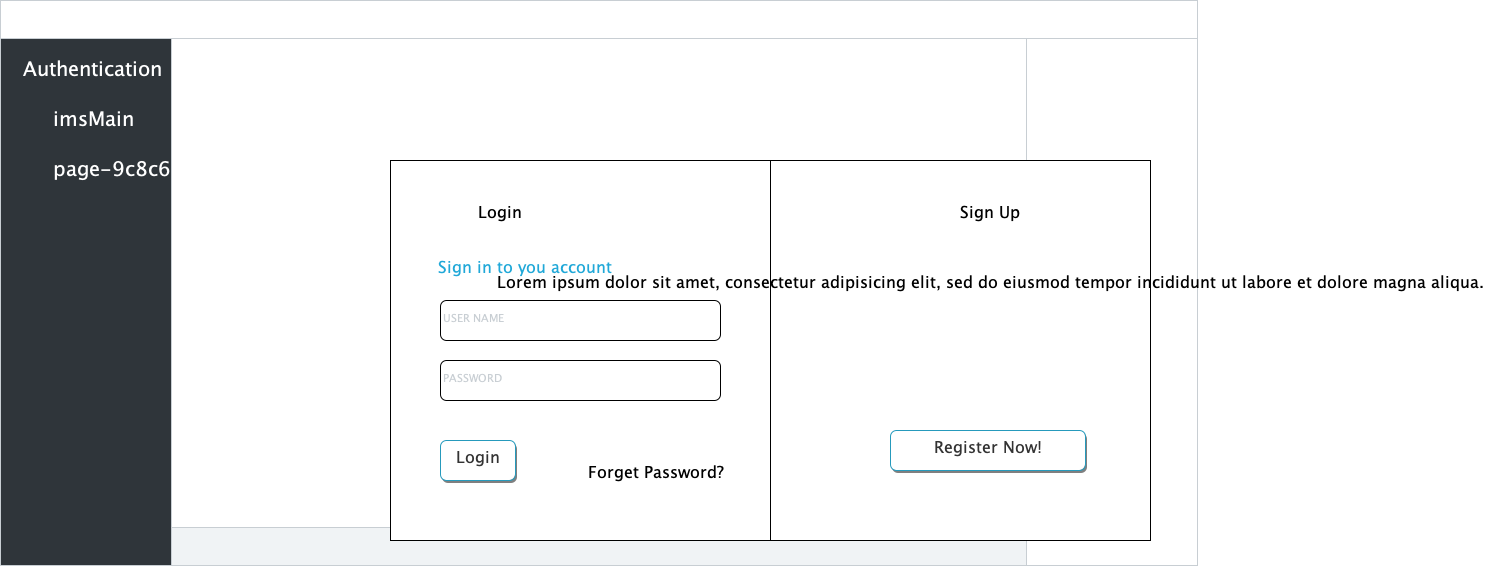 Authentication
imsMain
page-9c8c6
Login
Sign in to you account
USER NAME
PASSWORD
Login
Forget Password?
Sign Up
Lorem ipsum dolor sit amet, consectetur adipisicing elit, sed do eiusmod tempor incididunt ut labore et dolore magna aliqua.
Register Now!